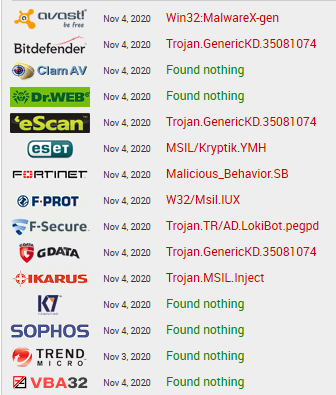 avast! Nov 4, 2020 Win32:MalwareX-gen
be free
Bitdefender Nov 4, 2020 Trojan.GenericKD.35081074
ClamAV Nov 4, 2020 Found nothing
Dr.WEB Nov 4, 2020 Found nothing
eScan Nov 4, 2020 Trojan.GenericKD.35081074
eseT Nov 4, 2020 MSIL/Kryptik.YMH
FORTINET Nov 4, 2020 Malicious_Behavior.SB
F-PROT Nov 4, 2020 W32/Msil.IUX
F-Secure. Nov 4, 2020 Trojan.TR/AD.LokiBot.pegpd
G DATA Nov 4, 2020 Trojan.GenericKD.35081074
IKARUS Nov 4, 2020 Trojan.MSIL.Inject
K7 Nov 4, 2020 Found nothing
SOPHOS Nov 4, 2020 Found nothing
TREND MICRO Nov 3, 2020 Found nothing
VBA32 Nov 4, 2020 Found nothing